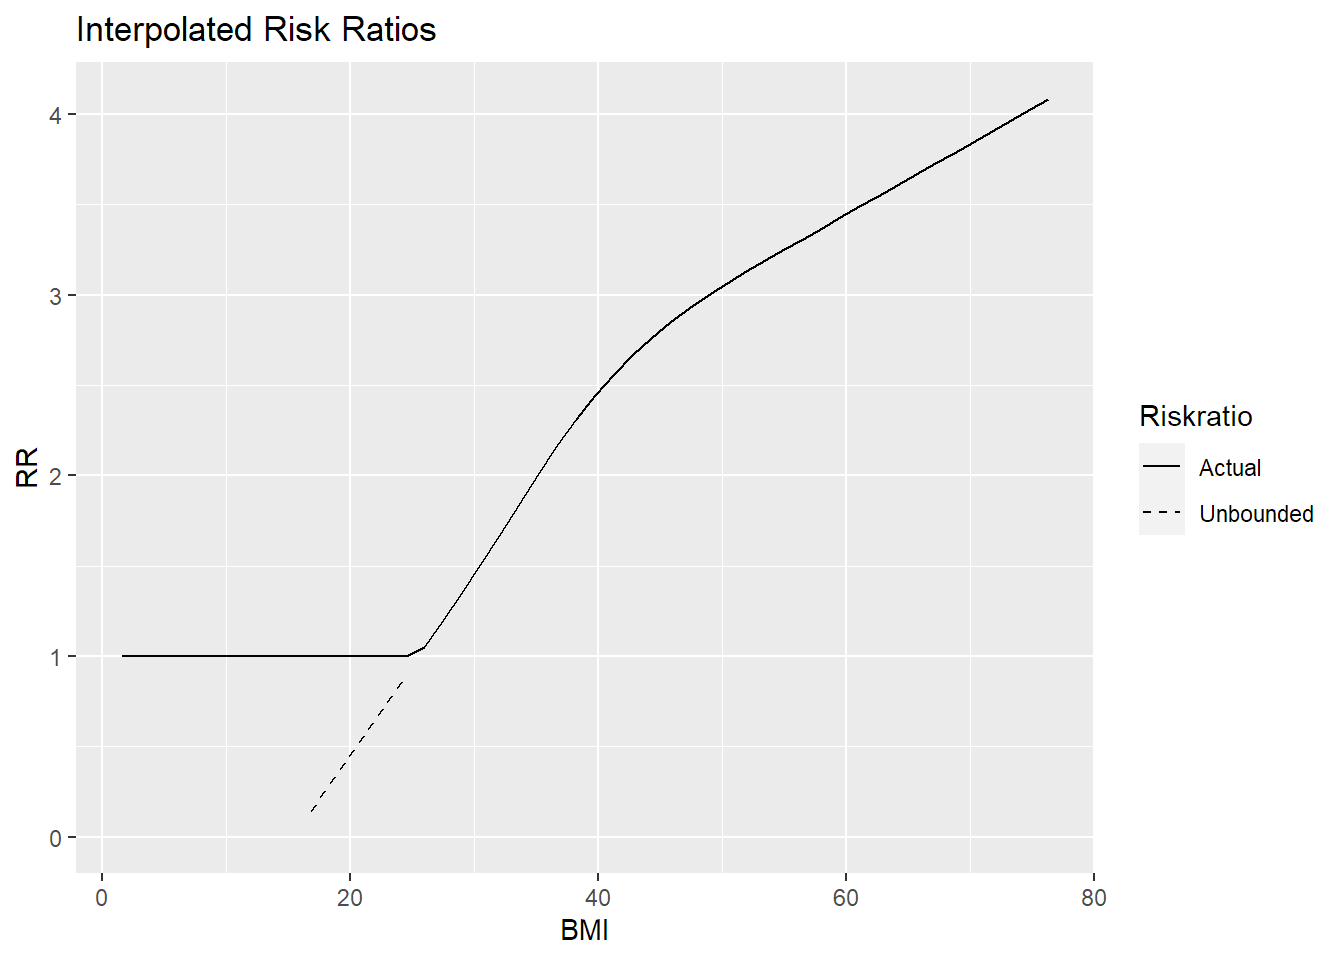 Interpolated Risk Ratios
4
3
2
1
0
RR
0 20 40 60 80
BMI
Riskratio
Actual
Unbounded